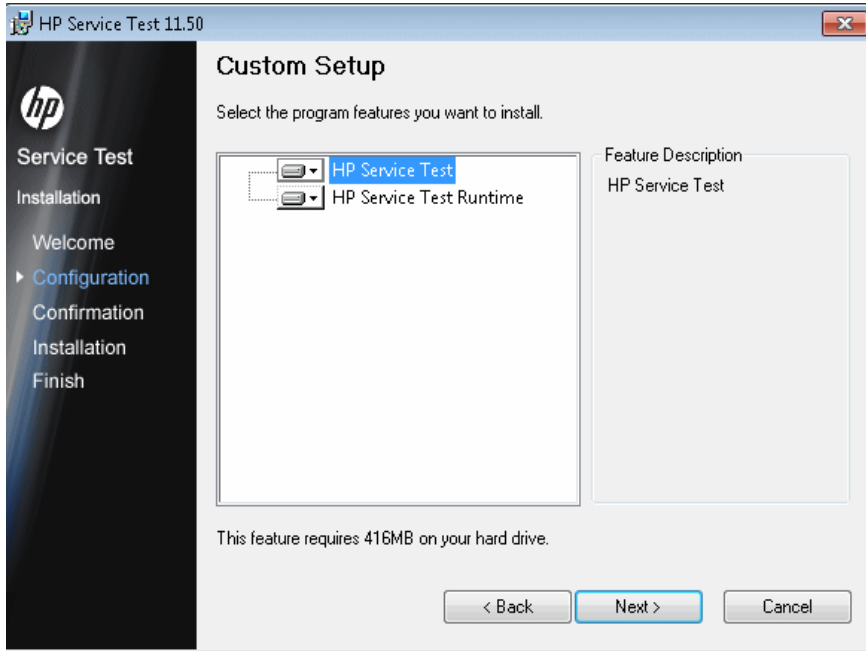 HP Service Test 11.50
hp
Service Test
Installation
Welcome
Configuration
Confirmation
Installation
Finish
Custom Setup
Select the program features you want to install.
HP Service Test
HP Service Test Runtime
Feature Description
HP Service Test
This feature requires 416MB on your hard drive.
< Back
Next >
Cancel